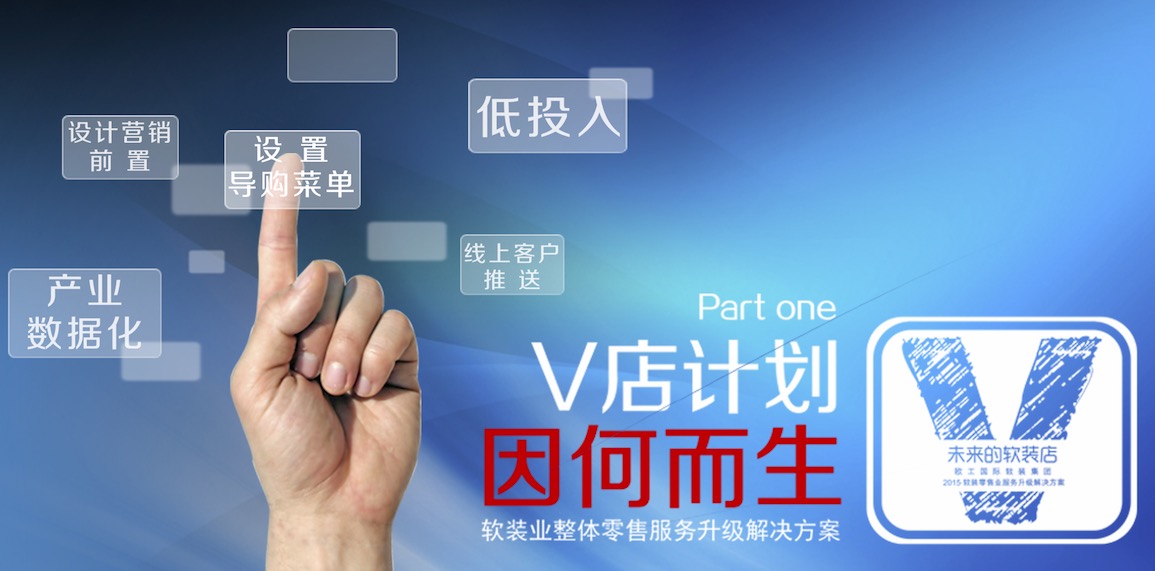 低投入
设计营销
前 置
设 置
导购菜单
线上客户
推 送
产业
数据化
Part one
V店计划
因何而生
软装业整体零售服务升级解决方案
V
未来的软装店
欧工国际软装集团
2015软装零售业服务升级解决方案